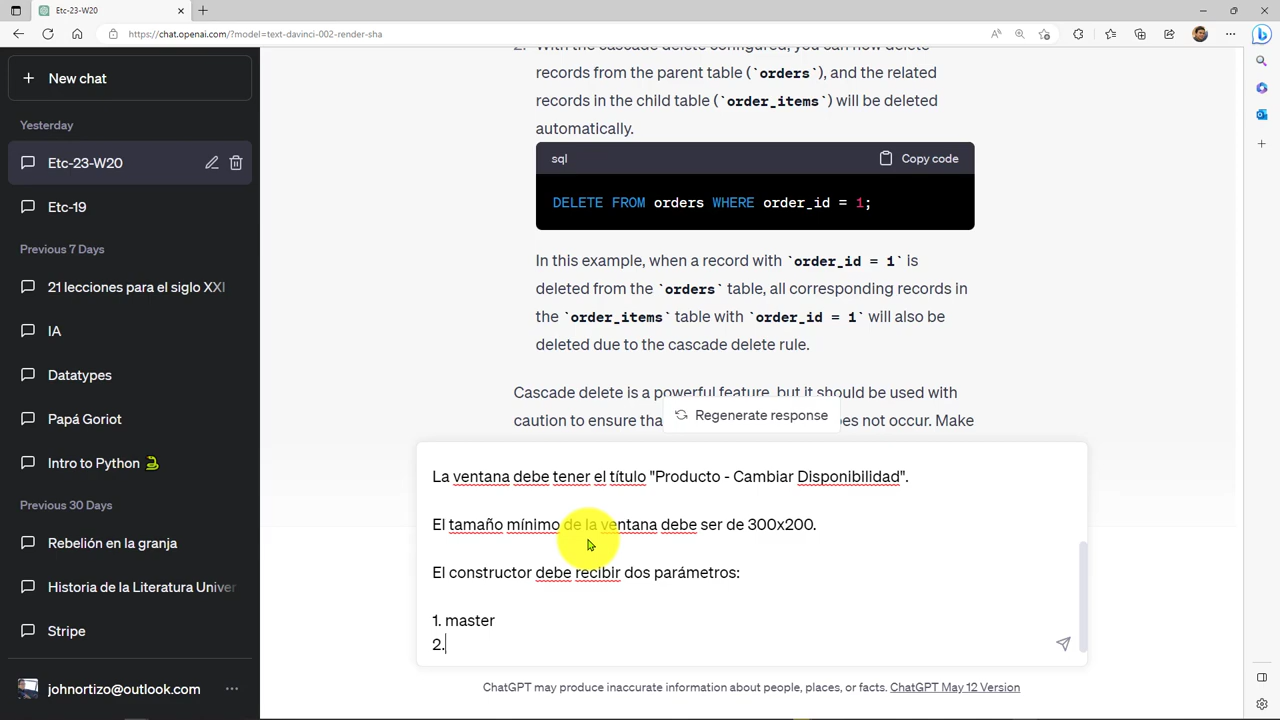 Etc-23-W20
https://chat.openai.com/?model=text-davinci-002-render-sha
New chat
Yesterday
Etc-23-W20
Etc-19
Previous 7 Days
21 lecciones para el siglo XXI
IA
Datatypes
Papá Goriot
Intro to Python
Previous 30 Days
Rebelión en la granja
Historia de la Literatura Univer
Stripe
johnortizo@outlook.com
2. With the cascade delete configured, you can now delete
records from the parent table (`orders`), and the related
records in the child table (`order_items`) will be deleted
automatically.
sql
Copy code
DELETE FROM orders WHERE order_id = 1;
In this example, when a record with `order_id = 1` is
deleted from the `orders` table, all corresponding records in
the `order_items` table with `order_id = 1` will also be
deleted due to the cascade delete rule.
Cascade delete is a powerful feature, but it should be used with
caution to ensure tha
oes not occur. Make
Regenerate response
La ventana debe tener el título "Producto - Cambiar Disponibilidad".
El tamaño mínimo de la ventana debe ser de 300x200.
El constructor debe recibir dos parámetros:
1. master
2.
ChatGPT may produce inaccurate information about people, places, or facts. ChatGPT May 12 Version